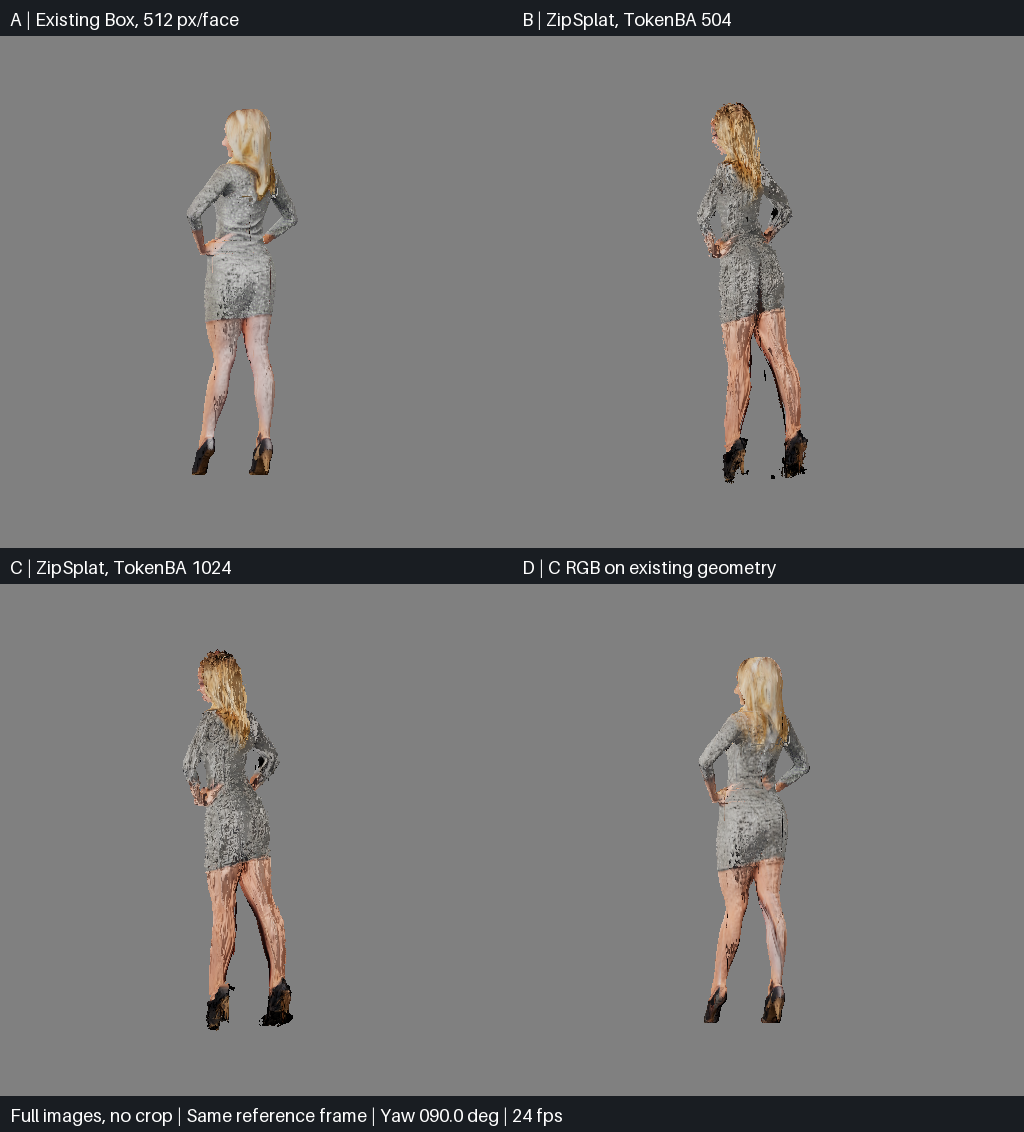 A | Existing Box, 512 px/face
B | ZipSplat, TokenBA 504
C | ZipSplat, TokenBA 1024
D | C RGB on existing geometry
Full images, no crop | Same reference frame | Yaw 090.0 deg | 24 fps